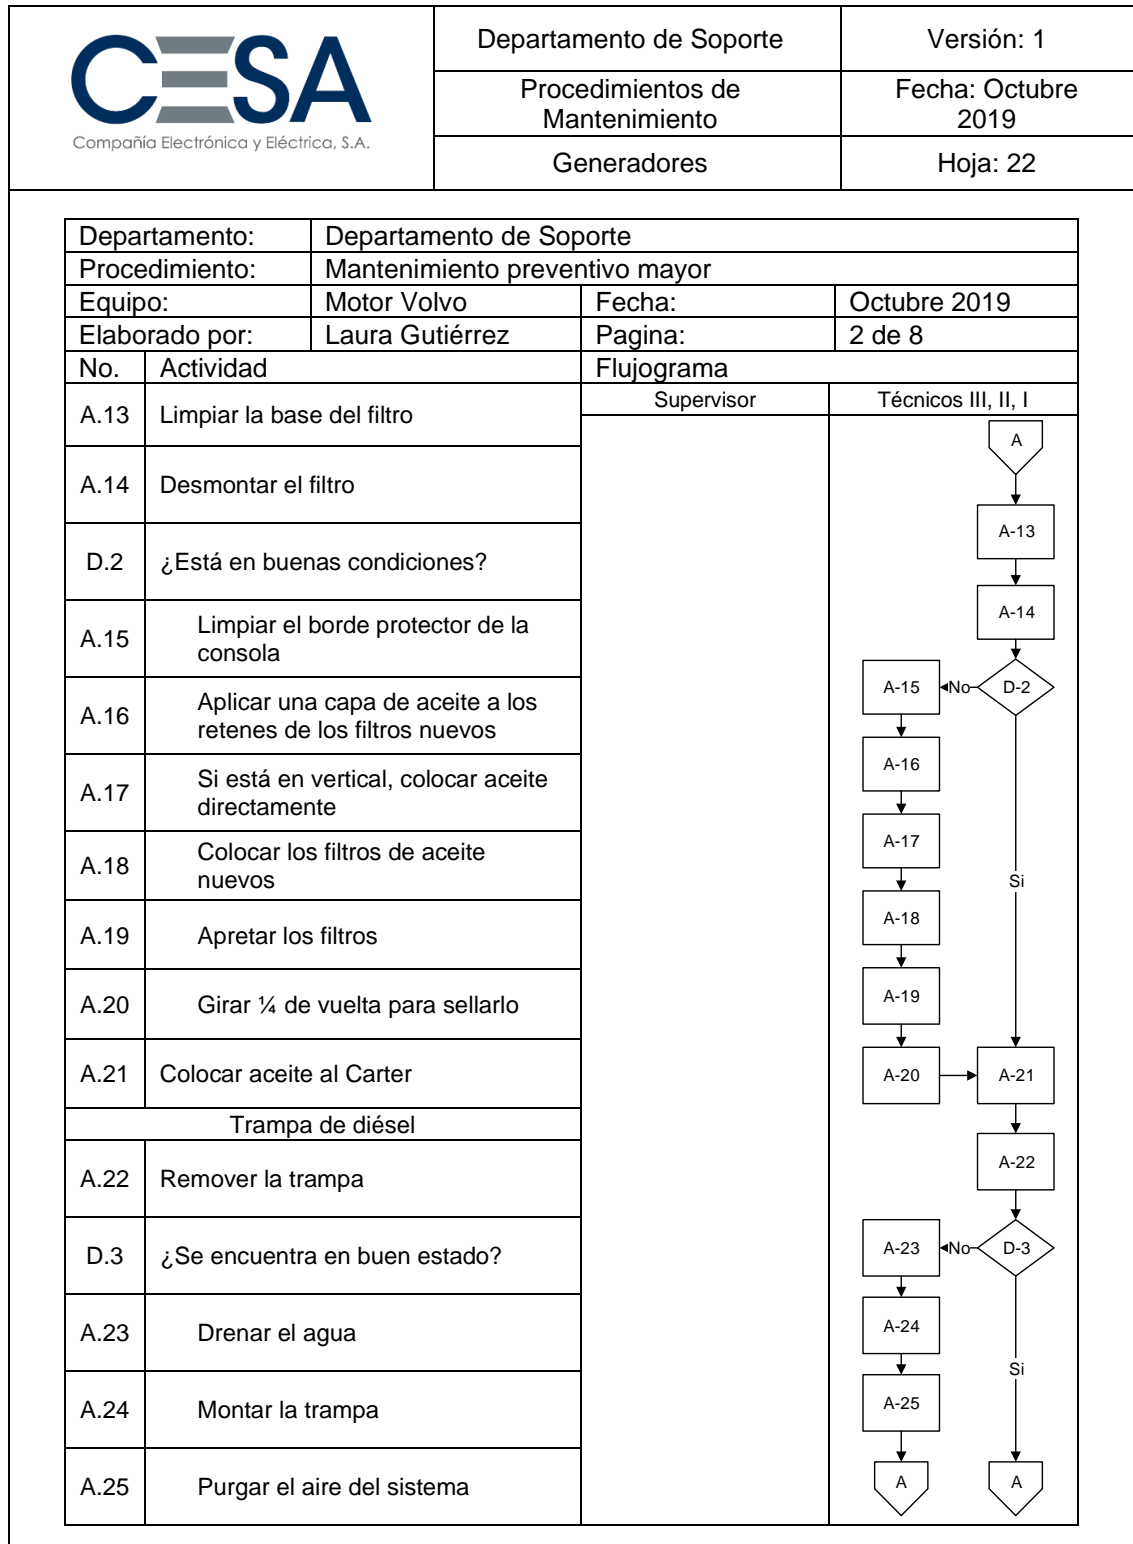 CESA
Compañía Electrónica y Eléctrica, S.A.
Departamento de Soporte
Versión: 1
Procedimientos de
Mantenimiento
Fecha: Octubre
2019
Generadores
Hoja: 22
Departamento:
Departamento de Soporte
Procedimiento:
Mantenimiento preventivo mayor
Equipo:
Motor Volvo
Fecha:
Octubre 2019
Elaborado por:
Laura Gutiérrez
Pagina:
2 de 8
No.
Actividad
Flujograma
Supervisor
Técnicos III, II, I
A.13
Limpiar la base del filtro
A.14
Desmontar el filtro
D.2
¿Está en buenas condiciones?
A.15
Limpiar el borde protector de la
consola
A.16
Aplicar una capa de aceite a los
retenes de los filtros nuevos
A.17
Si está en vertical, colocar aceite
directamente
A.18
Colocar los filtros de aceite
nuevos
A.19
Apretar los filtros
A.20
Girar ¼ de vuelta para sellarlo
A.21
Colocar aceite al Carter
Trampa de diésel
A.22
Remover la trampa
D.3
¿Se encuentra en buen estado?
A.23
Drenar el agua
A.24
Montar la trampa
A.25
Purgar el aire del sistema
A
A-13
A-14
A-15
No
D-2
A-16
A-17
Si
A-18
A-19
A-20
A-21
A-22
A-23
No
D-3
A-24
Si
A-25
A
A